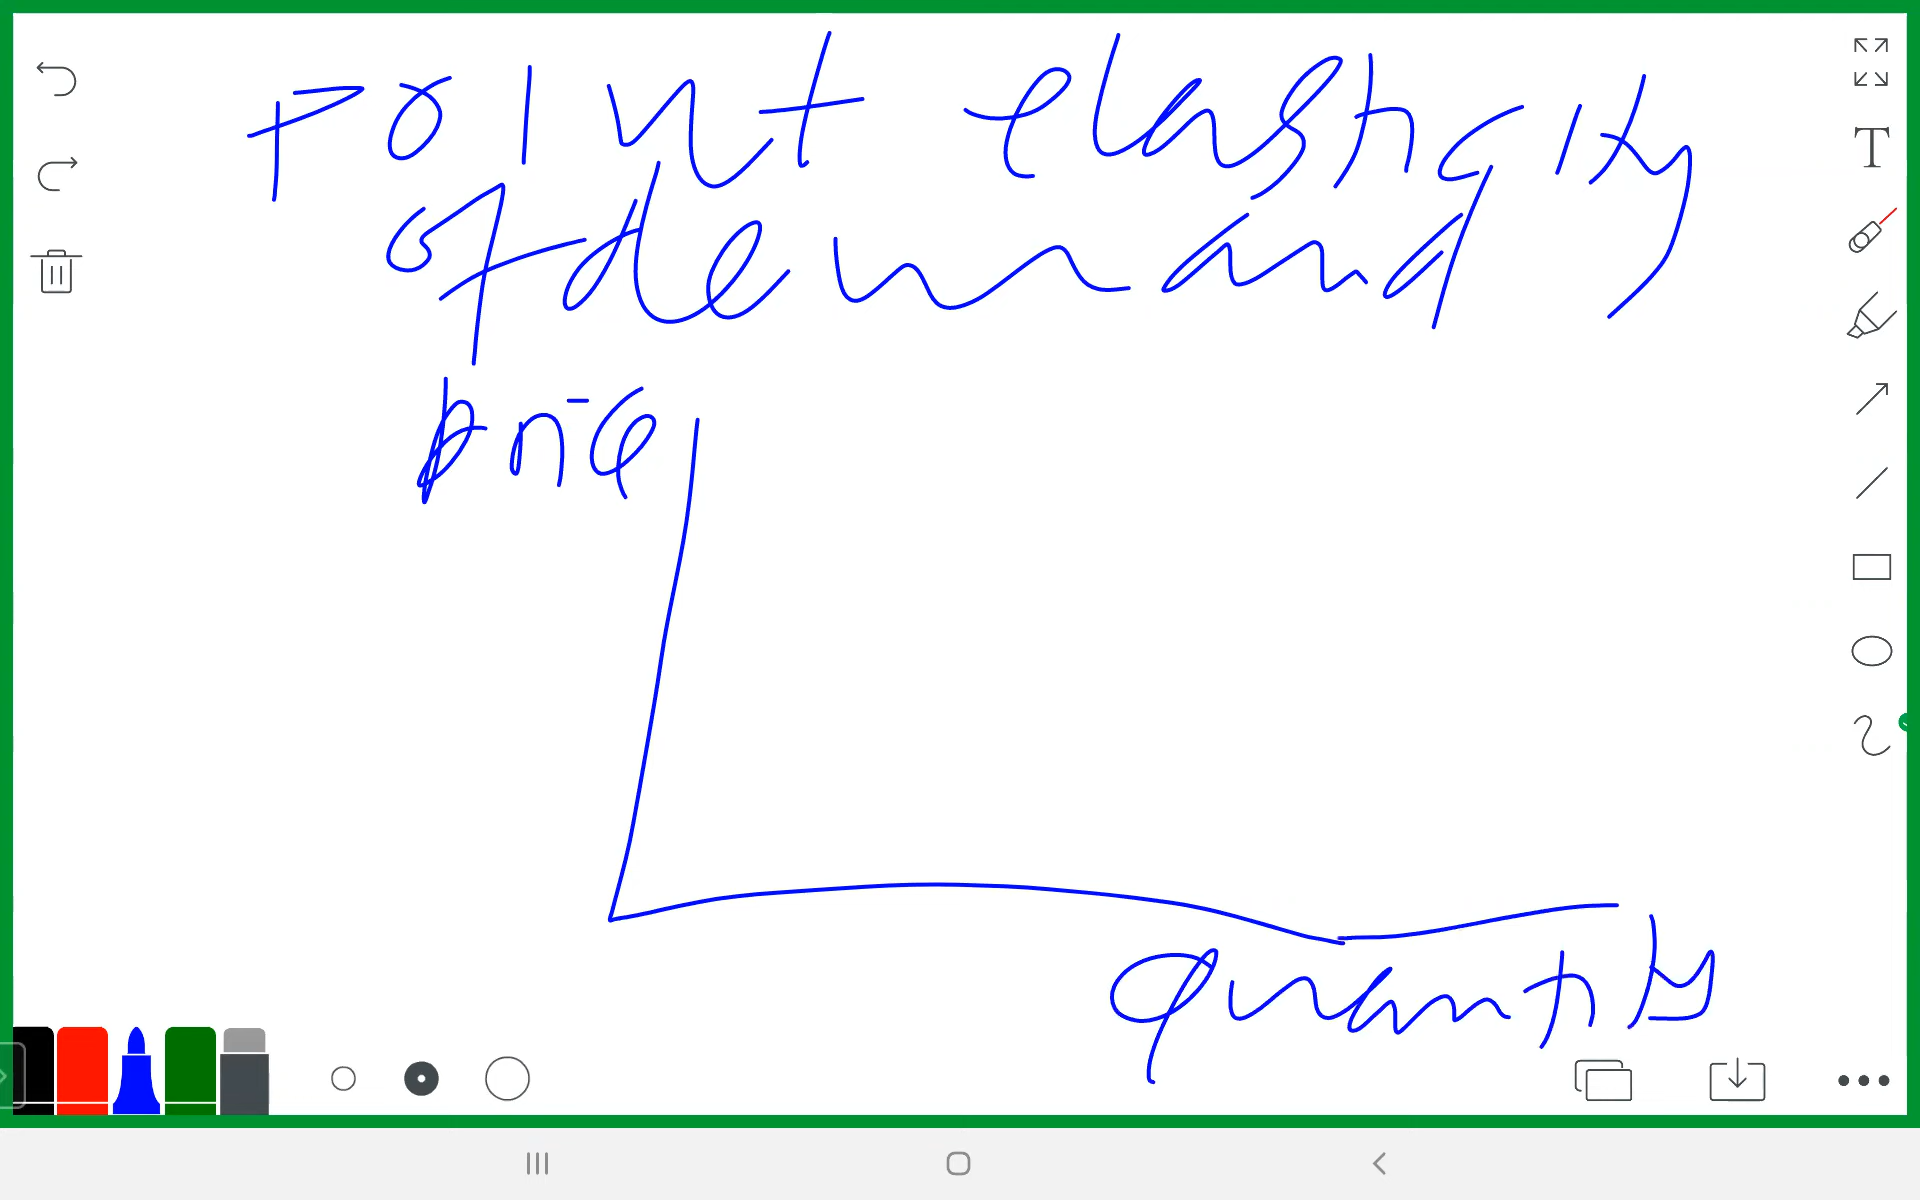 Point elasticity
of demand
price
quantity
T